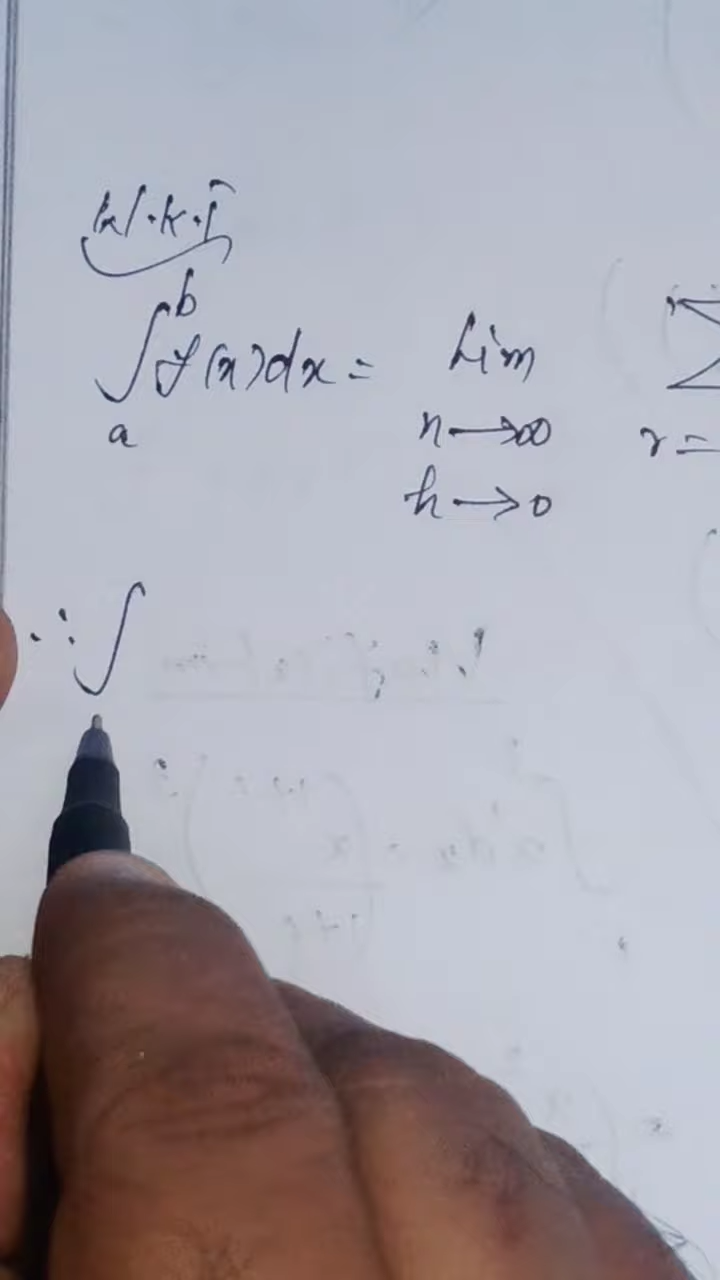 W.K.T
∫ₐᵇ f(x)dx = Lim n→∞ h→0 Σ r=
∴ ∫